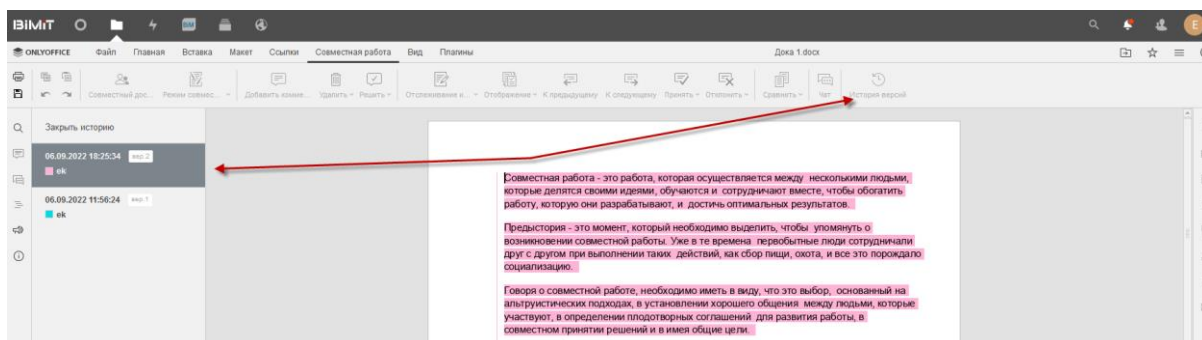 BiMiT BIM E
ONLYOFFICE Файл Главная Вставка Макет Ссылки Совместная работа Вид Плагины Дока 1.docx
Совместный дос... Режим совмес... Добавить комме... Удалить Решить Отслеживание и... Отображение К предыдущему К следующему Принять Отклонить Сравнить Чат История версий
Закрыть историю
06.09.2022 18:25:34 вер.2
ek
06.09.2022 11:56:24 вер.1
ek
Совместная работа - это работа, которая осуществляется между несколькими людьми,
которые делятся своими идеями, обучаются и сотрудничают вместе, чтобы обогатить
работу, которую они разрабатывают, и достичь оптимальных результатов.
Предыстория - это момент, который необходимо выделить, чтобы упомянуть о
возникновении совместной работы. Уже в те времена первобытные люди сотрудничали
друг с другом при выполнении таких действий, как сбор пищи, охота, и все это порождало
социализацию.
Говоря о совместной работе, необходимо иметь в виду, что это выбор, основанный на
альтруистических подходах, в установлении хорошего общения между людьми, которые
участвуют, в определении плодотворных соглашений для развития работы, в
совместном принятии решений и в имея общие цели.